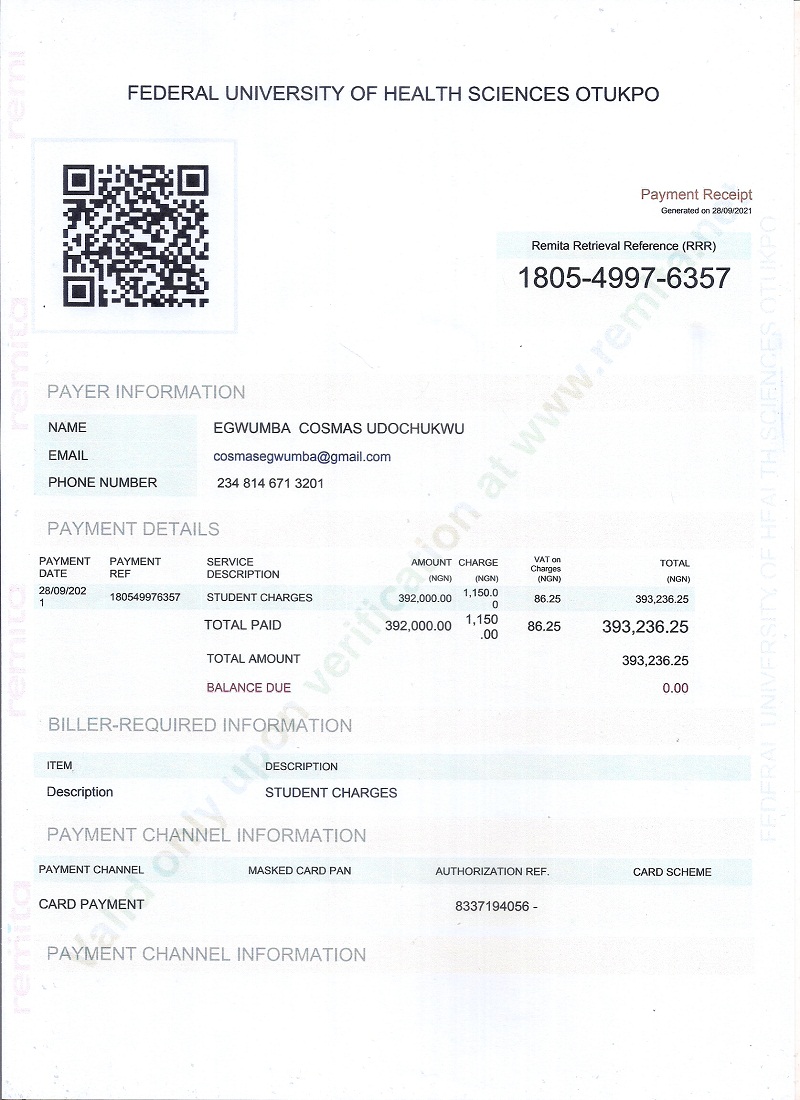 FEDERAL UNIVERSITY OF HEALTH SCIENCES OTUKPO
Payment Receipt
Generated on 28/09/2021
Remita Retrieval Reference (RRR)
1805-4997-6357
PAYER INFORMATION
NAME EGWUMBA COSMAS UDOCHUKWU
EMAIL cosmasegwumba@gmail.com
PHONE NUMBER 234 814 671 3201
PAYMENT DETAILS
PAYMENT DATE PAYMENT REF SERVICE DESCRIPTION AMOUNT (NGN) CHARGE (NGN) VAT on Charges (NGN) TOTAL (NGN)
28/09/2021 180549976357 STUDENT CHARGES 392,000.00 1,150.00 86.25 393,236.25
TOTAL PAID 392,000.00 1,150.00 86.25 393,236.25
TOTAL AMOUNT 393,236.25
BALANCE DUE 0.00
BILLER-REQUIRED INFORMATION
ITEM DESCRIPTION
Description STUDENT CHARGES
PAYMENT CHANNEL INFORMATION
PAYMENT CHANNEL MASKED CARD PAN AUTHORIZATION REF. CARD SCHEME
CARD PAYMENT 8337194056 -
PAYMENT CHANNEL INFORMATION
Valid only upon verification at www.remita.net
FEDERAL UNIVERSITY OF HEALTH SCIENCES OTUKPO
remita
remita
remita
remita